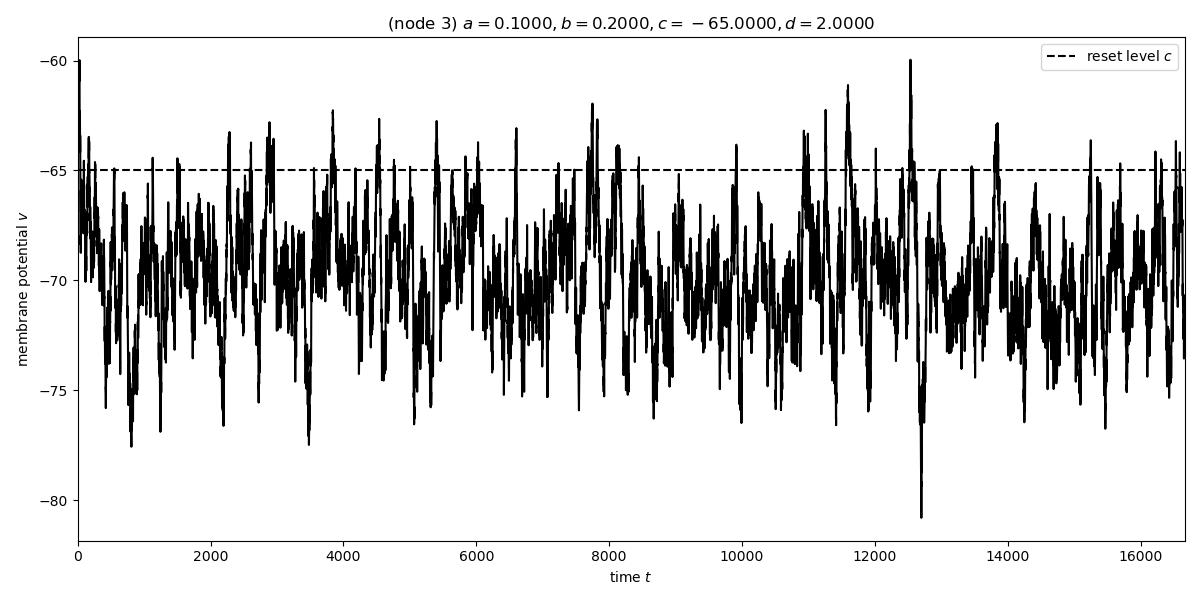 (node 3) a = 0.1000, b = 0.2000, c = −65.0000, d = 2.0000
reset level c
membrane potential v
−60
−65
−70
−75
−80
0 2000 4000 6000 8000 10000 12000 14000 16000
time t